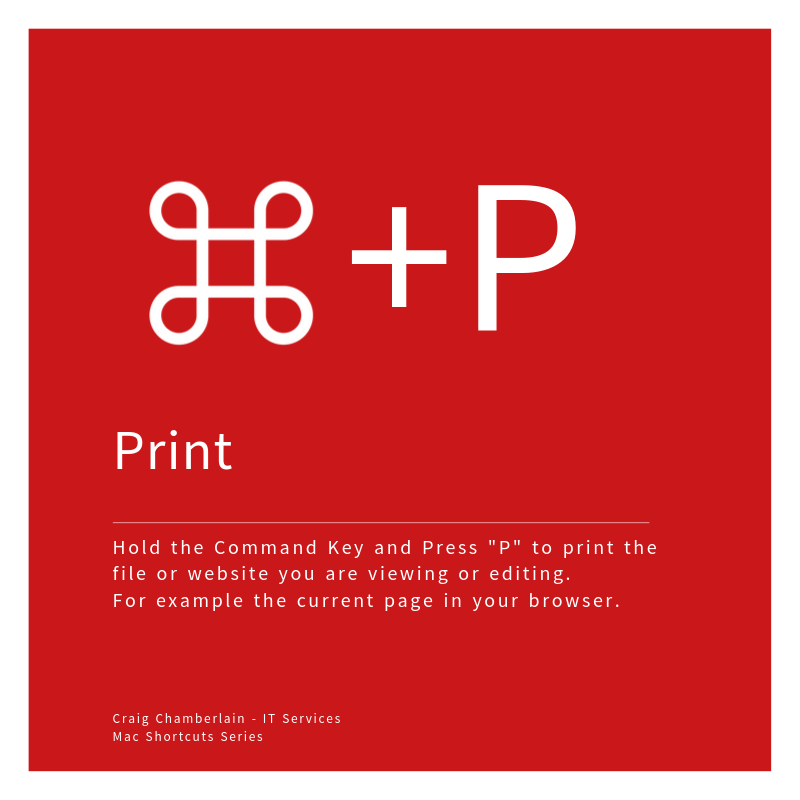 ⌘+P
Print
Hold the Command Key and Press "P" to print the
file or website you are viewing or editing.
For example the current page in your browser.
Craig Chamberlain - IT Services
Mac Shortcuts Series